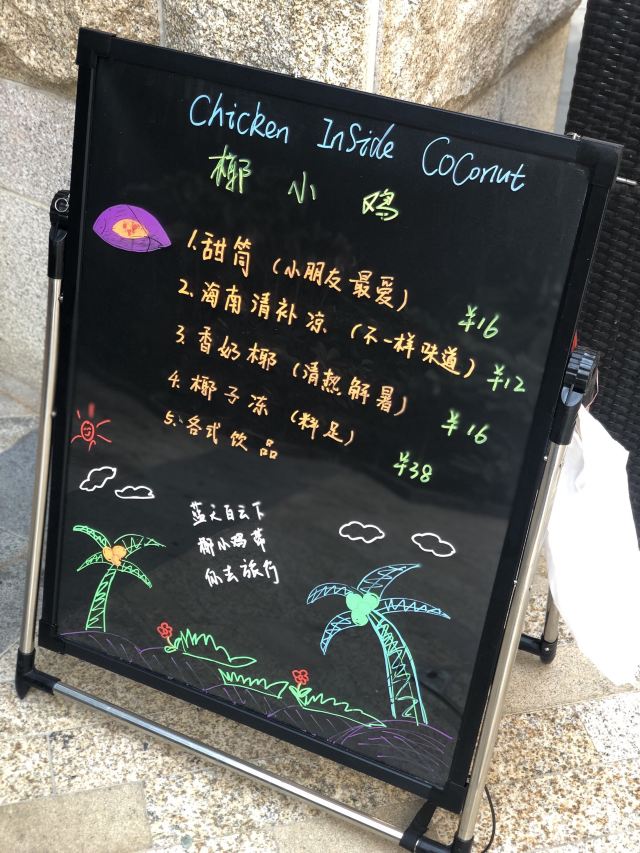 Chicken Inside Coconut
椰 小 鸡
1.甜筒（小朋友最爱） ¥16
2.海南清补凉（不一样味道） ¥12
3.香奶椰（清热解暑） ¥16
4.椰子冻（料足） ¥38
5.各式饮品
蓝天白云下
椰小鸡带
你去旅行